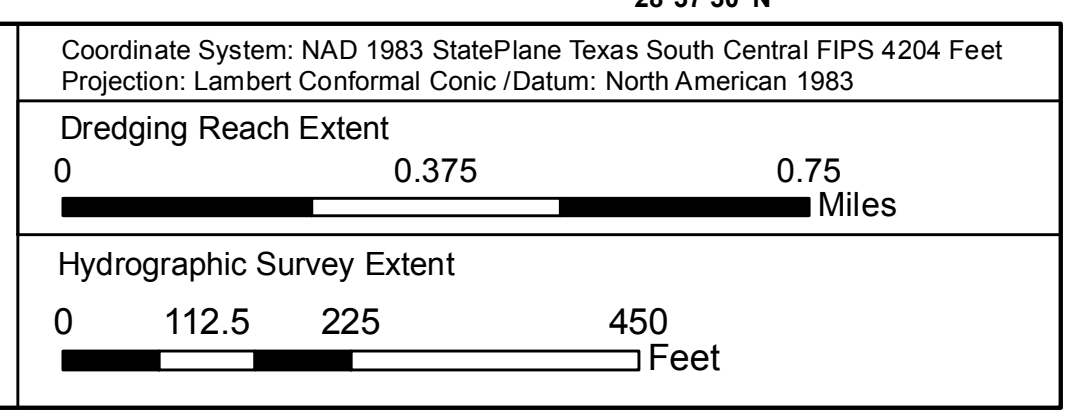 Coordinate System: NAD 1983 StatePlane Texas South Central FIPS 4204 Feet
Projection: Lambert Conformal Conic /Datum: North American 1983
Dredging Reach Extent
0 0.375 0.75
Miles
Hydrographic Survey Extent
0 112.5 225 450
Feet